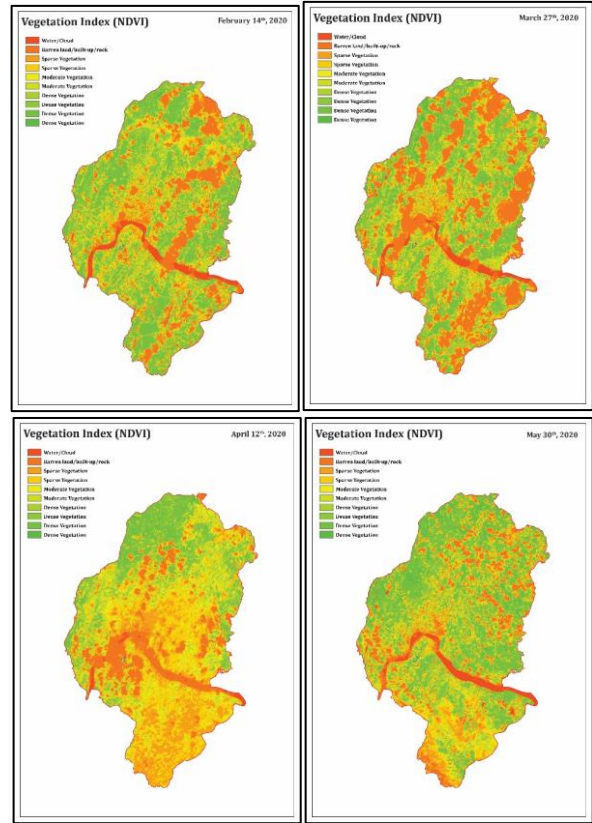 Vegetation Index (NDVI)
February 14th, 2020
Water/Cloud
Barren land/built-up/rock
Sparse Vegetation
Sparse Vegetation
Moderate Vegetation
Moderate Vegetation
Dense Vegetation
Dense Vegetation
Dense Vegetation
Dense Vegetation
Vegetation Index (NDVI)
March 27th, 2020
Water/Cloud
Barren land/built-up/rock
Sparse Vegetation
Sparse Vegetation
Moderate Vegetation
Moderate Vegetation
Dense Vegetation
Dense Vegetation
Dense Vegetation
Dense Vegetation
Vegetation Index (NDVI)
April 12th, 2020
Water/Cloud
Barren land/built-up/rock
Sparse Vegetation
Sparse Vegetation
Moderate Vegetation
Moderate Vegetation
Dense Vegetation
Dense Vegetation
Dense Vegetation
Dense Vegetation
Vegetation Index (NDVI)
May 30th, 2020
Water/Cloud
Barren land/built-up/rock
Sparse Vegetation
Sparse Vegetation
Moderate Vegetation
Moderate Vegetation
Dense Vegetation
Dense Vegetation
Dense Vegetation
Dense Vegetation